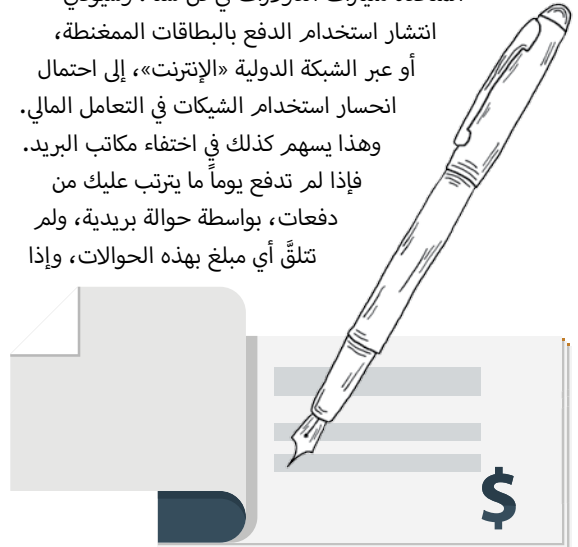 انتشار استخدام الدفع بالبطاقات الممغنطة،
أو عبر الشبكة الدولية «الإنترنت»، إلى احتمال
انحسار استخدام الشيكات في التعامل المالي.
وهذا يسهم كذلك في اختفاء مكاتب البريد.
فإذا لم تدفع يوماً ما يترتب عليك من
دفعات، بواسطة حوالة بريدية، ولم
تتلقَّ أي مبلغ بهذه الحوالات، وإذا
$